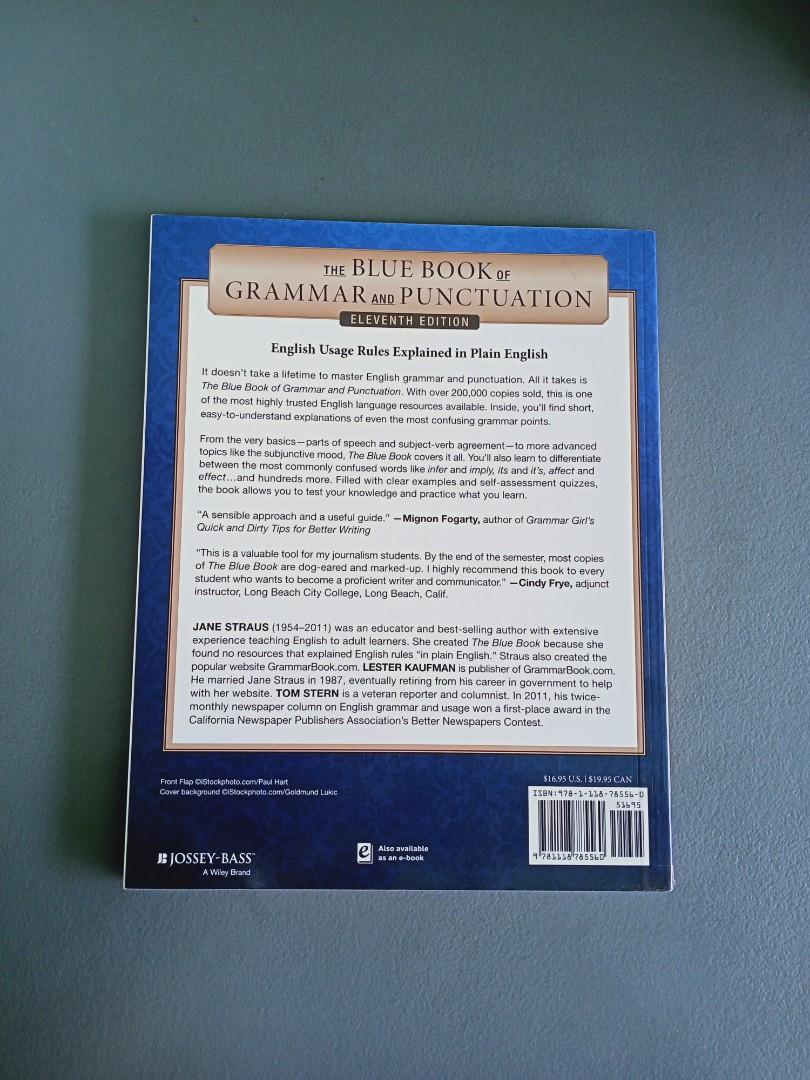 THE BLUE BOOK OF
GRAMMAR AND PUNCTUATION
ELEVENTH EDITION
English Usage Rules Explained in Plain English
It doesn't take a lifetime to master English grammar and punctuation. All it takes is
The Blue Book of Grammar and Punctuation. With over 200,000 copies sold, this is one
of the most highly trusted English language resources available. Inside, you'll find short,
easy-to-understand explanations of even the most confusing grammar points.
From the very basics—parts of speech and subject-verb agreement—to more advanced
topics like the subjunctive mood, The Blue Book covers it all. You'll also learn to differentiate
between the most commonly confused words like infer and imply, its and it's, affect and
effect...and hundreds more. Filled with clear examples and self-assessment quizzes,
the book allows you to test your knowledge and practice what you learn.
"A sensible approach and a useful guide." —Mignon Fogarty, author of Grammar Girl's
Quick and Dirty Tips for Better Writing
"This is a valuable tool for my journalism students. By the end of the semester, most copies
of The Blue Book are dog-eared and marked-up. I highly recommend this book to every
student who wants to become a proficient writer and communicator." —Cindy Frye, adjunct
instructor, Long Beach City College, Long Beach, Calif.
JANE STRAUS (1954–2011) was an educator and best-selling author with extensive
experience teaching English to adult learners. She created The Blue Book because she
found no resources that explained English rules "in plain English." Straus also created the
popular website GrammarBook.com. LESTER KAUFMAN is publisher of GrammarBook.com.
He married Jane Straus in 1987, eventually retiring from his career in government to help
with her website. TOM STERN is a veteran reporter and columnist. In 2011, his twice-
monthly newspaper column on English grammar and usage won a first-place award in the
California Newspaper Publishers Association's Better Newspapers Contest.
Front Flap ©iStockphoto.com/Paul Hart
Cover background ©iStockphoto.com/Goldmund Lukic
$16.95 U.S. | $19.95 CAN
ISBN:978-1-118-78556-0
51695
9 781118 785560
JOSSEY-BASS™
A Wiley Brand
e
Also available
as an e-book